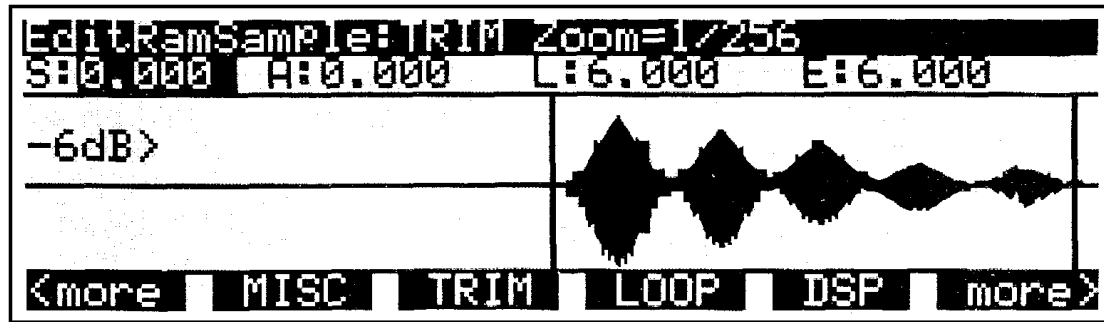 EditRamSample:TRIM Zoom=1/256
S:0.000 A:0.000 L:6.000 E:6.000
-6dB>
<more MISC TRIM LOOP DSP more>